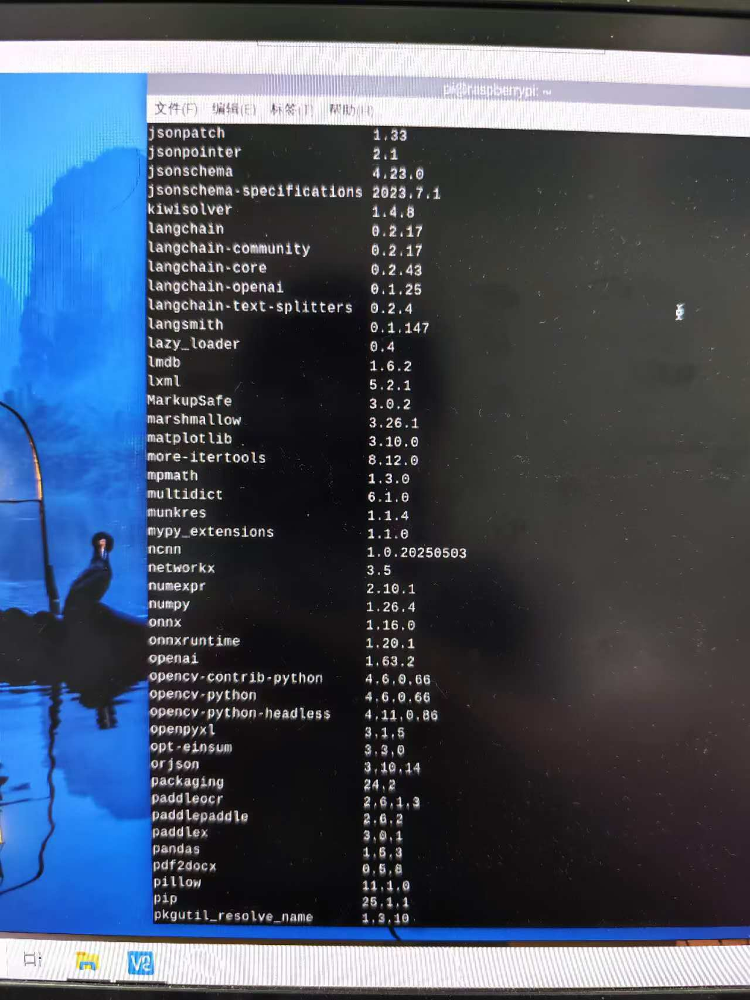 pi@raspberrypi: ~
文件(F) 编辑(E) 标签(T) 帮助(H)
jsonpatch 1.33
jsonpointer 2.1
jsonschema 4.23.0
jsonschema-specifications 2023.7.1
kiwisolver 1.4.8
langchain 0.2.17
langchain-community 0.2.17
langchain-core 0.2.43
langchain-openai 0.1.25
langchain-text-splitters 0.2.4
langsmith 0.1.147
lazy_loader 0.4
lmdb 1.6.2
lxml 5.2.1
MarkupSafe 3.0.2
marshmallow 3.26.1
matplotlib 3.10.0
more-itertools 8.12.0
mpmath 1.3.0
multidict 6.1.0
munkres 1.1.4
mypy_extensions 1.1.0
ncnn 1.0.20250503
networkx 3.5
numexpr 2.10.1
numpy 1.26.4
onnx 1.16.0
onnxruntime 1.20.1
openai 1.63.2
opencv-contrib-python 4.6.0.66
opencv-python 4.6.0.66
opencv-python-headless 4.11.0.86
openpyxl 3.1.5
opt-einsum 3.3.0
orjson 3.10.14
packaging 24.2
paddleocr 2.6.1.3
paddlepaddle 2.6.2
paddlex 3.0.1
pandas 1.5.3
pdf2docx 0.5.8
pillow 11.1.0
pip 25.1.1
pkgutil_resolve_name 1.3.10
V2